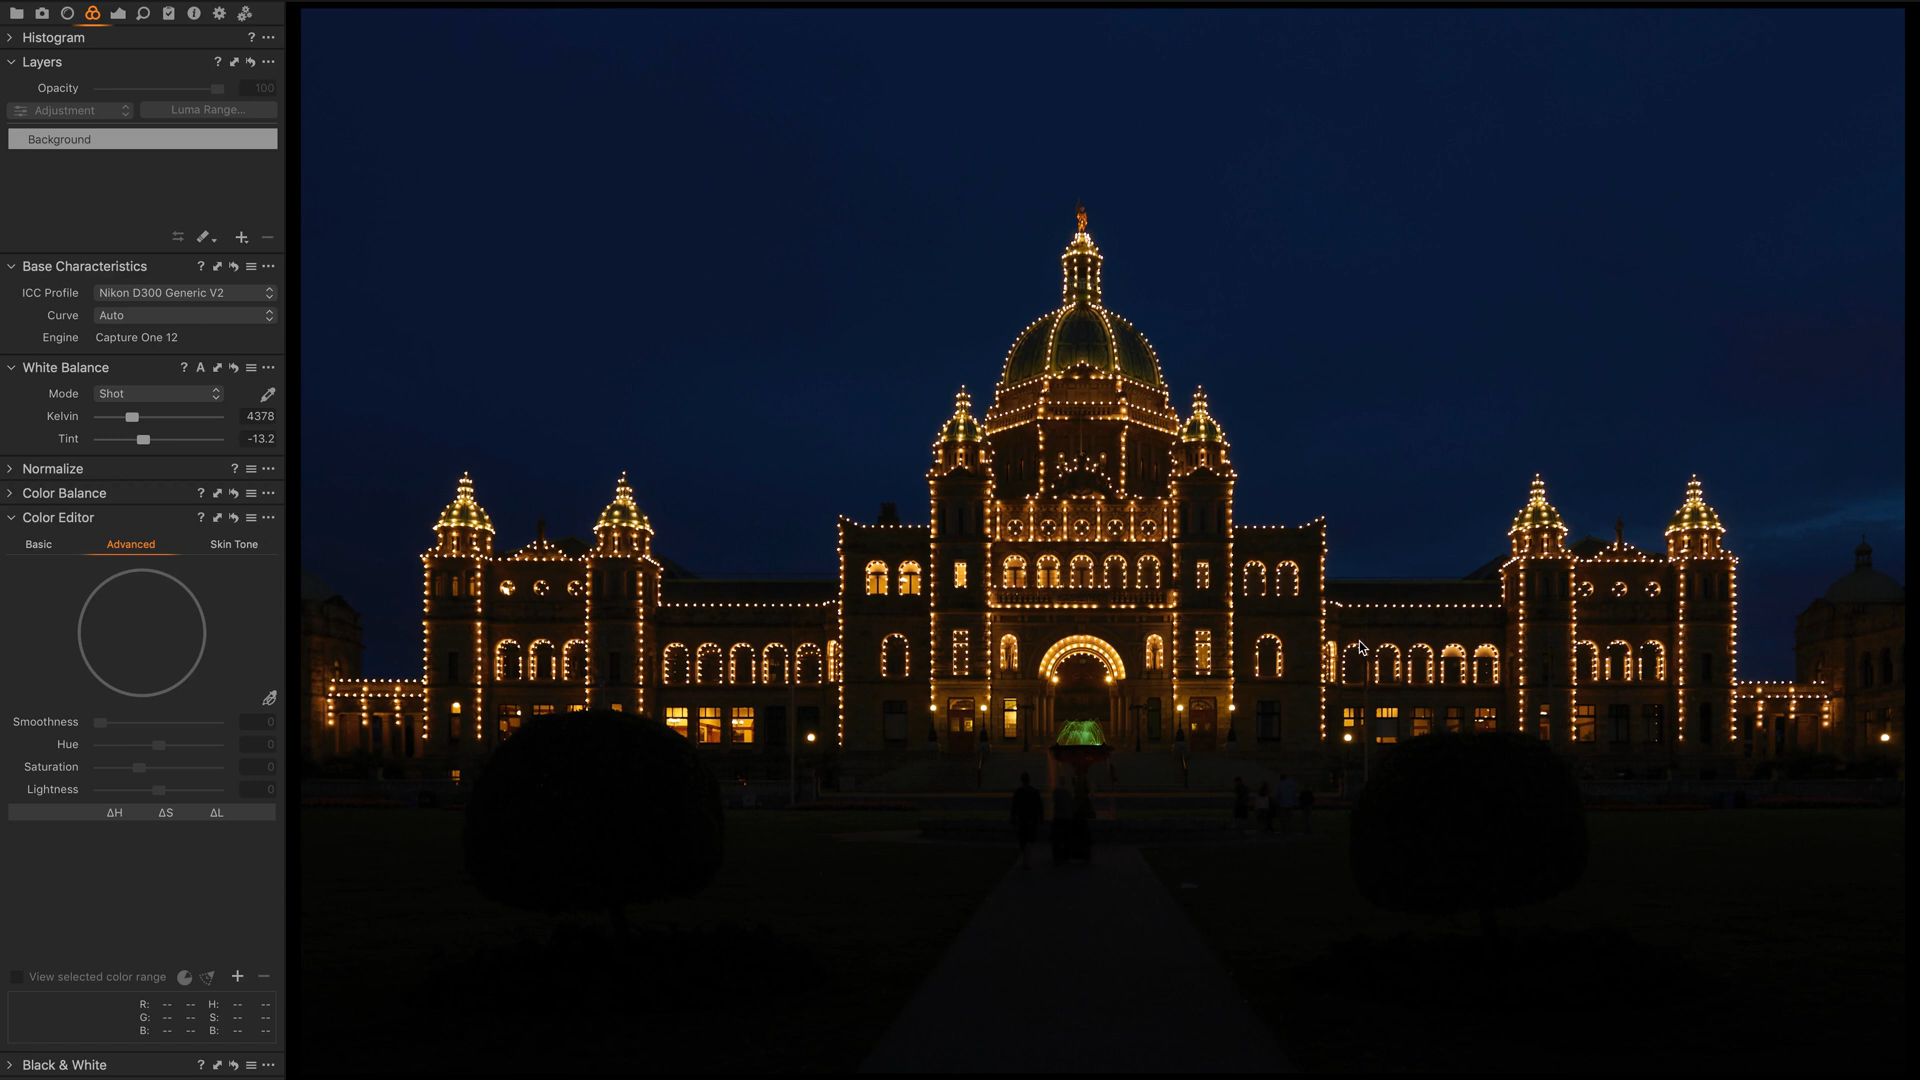 Histogram ? ...
Layers ? ...
Opacity 100
Adjustment Luma Range...
Background
Base Characteristics ? ...
ICC Profile Nikon D300 Generic V2
Curve Auto
Engine Capture One 12
White Balance ? A ...
Mode Shot
Kelvin 4378
Tint -13.2
Normalize ? ...
Color Balance ? ...
Color Editor ? ...
Basic Advanced Skin Tone
Smoothness 0
Hue 0
Saturation 0
Lightness 0
ΔH ΔS ΔL
View selected color range
R: -- -- H: -- --
G: -- -- S: -- --
B: -- -- B: -- --
Black & White ? ...